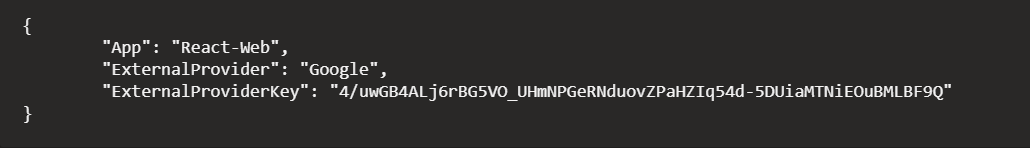 {
"App": "React-Web",
"ExternalProvider": "Google",
"ExternalProviderKey": "4/uwGB4ALj6rBG5VO_UHmNPGeRNduovZPaHZIq54d-5DUiaMTNiEOuBMLBF9Q"
}